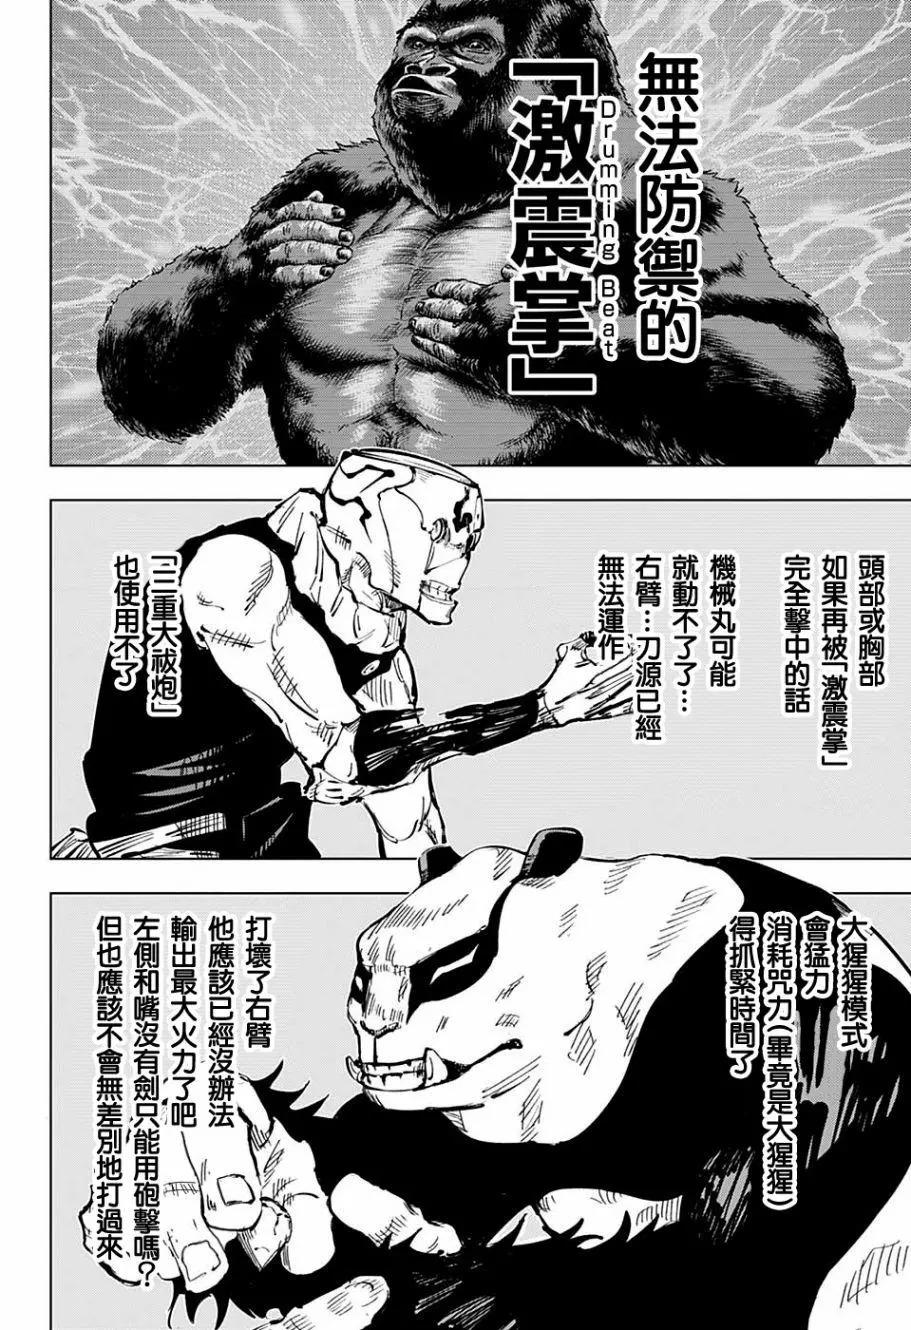 無法防禦的
「激震掌」
Drumming Beat
頭部或胸部
如果再被「激震掌」
完全擊中的話
機械丸可能
就動不了了…
右臂…刀源已經
無法運作
「三重大祓炮」
也使用不了
大猩猩模式
會猛力
消耗咒力(畢竟是大猩猩)
得抓緊時間了
打壞了右臂
他應該已經沒辦法
輸出最大火力了吧
左側和嘴沒有劍只能用砲擊嗎?
但也應該不會無差別地打過來